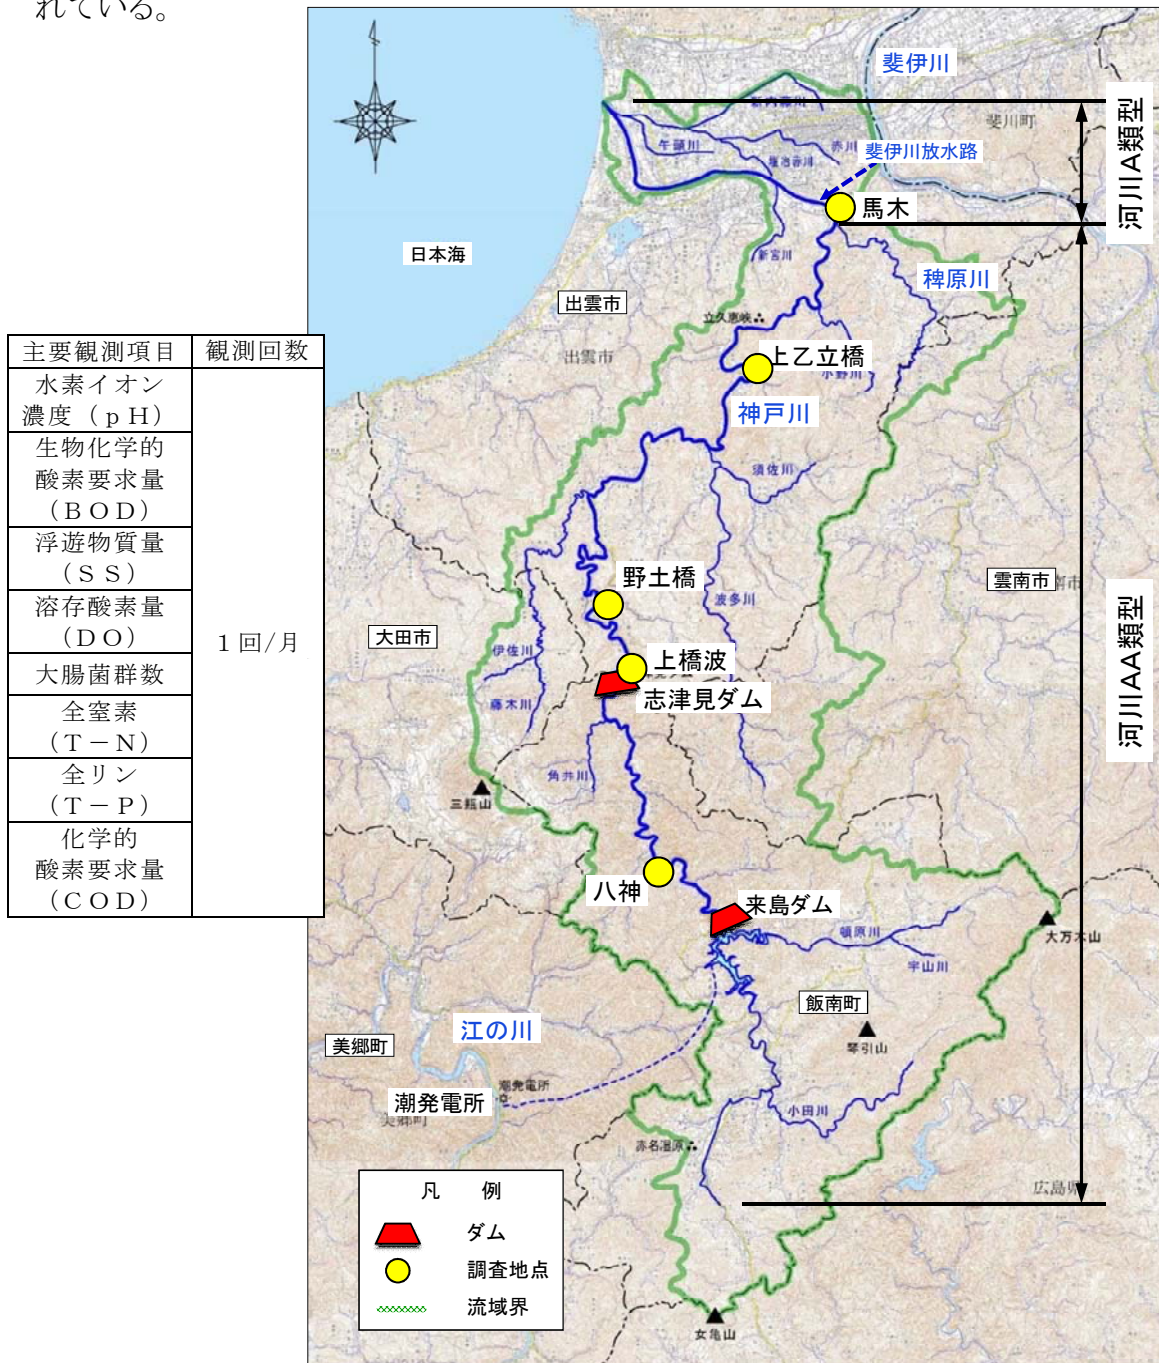 れている。
斐伊川
新内藤川
斐川町
河川A類型
午頭川
赤川
堀治赤川
斐伊川放水路
馬木
日本海
新宮川
稗原川
出雲市
立久恵峡
出雲市
上乙立橋
小野川
神戸川
主要観測項目 観測回数
水素イオン
濃度（pH）
生物化学的
酸素要求量
（BOD）
浮遊物質量
（SS）
溶存酸素量
（DO）
大腸菌群数
全窒素
（T－N）
全リン
（T－P）
化学的
酸素要求量
（COD）
1回/月
須佐川
野土橋
波多川
雲南市
河川AA類型
大田市
伊佐川
上橋波
志津見ダム
藤木川
角井川
三瓶山
八神
来島ダム
頓原川
大万木山
宇山川
飯南町
江の川
琴引山
美郷町
潮発電所
潮発電所
美郷町
小田川
赤名湿原
広島県
凡 例
ダム
調査地点
流域界
女亀山